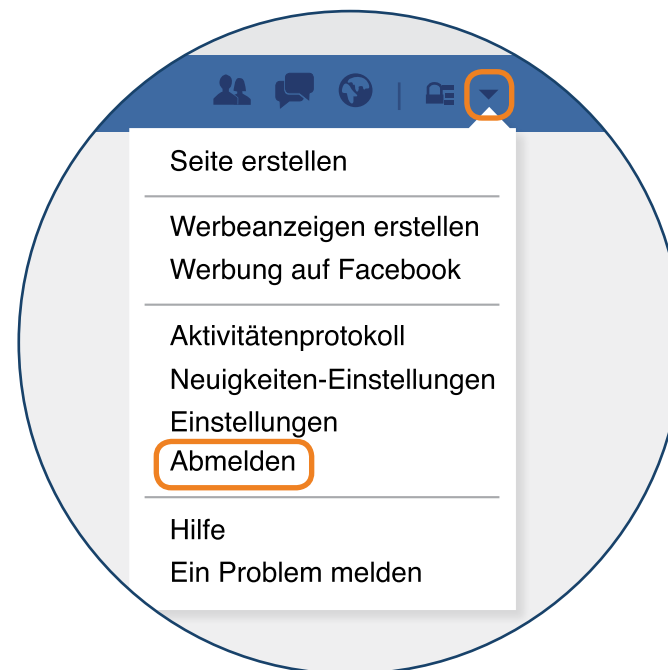 Seite erstellen
Werbeanzeigen erstellen
Werbung auf Facebook
Aktivitätenprotokoll
Neuigkeiten-Einstellungen
Einstellungen
Abmelden
Hilfe
Ein Problem melden